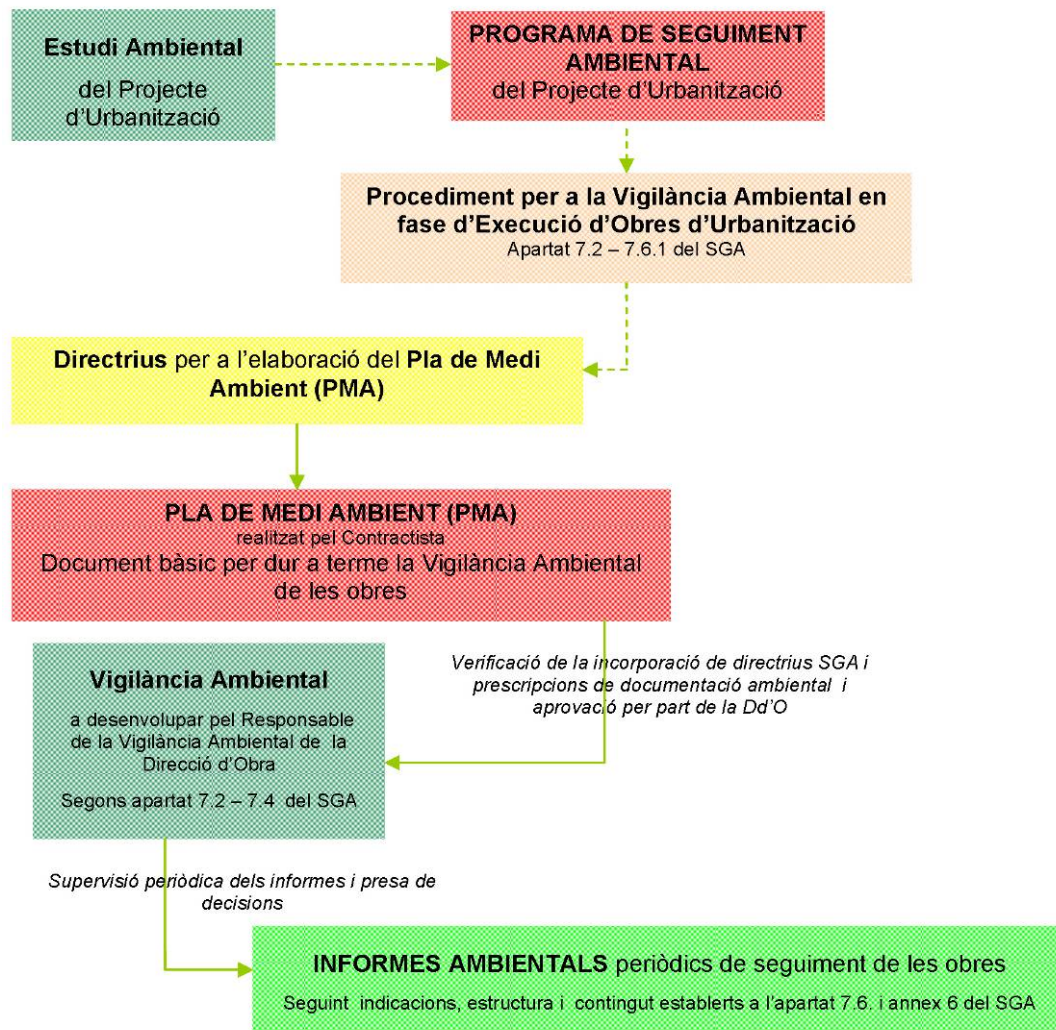 Estudi Ambiental
del Projecte
d'Urbanització
PROGRAMA DE SEGUIMENT
AMBIENTAL
del Projecte d'Urbanització
Procediment per a la Vigilància Ambiental en
fase d'Execució d'Obres d'Urbanització
Apartat 7.2 – 7.6.1 del SGA
Directrius per a l'elaboració del Pla de Medi
Ambient (PMA)
PLA DE MEDI AMBIENT (PMA)
realitzat pel Contractista
Document bàsic per dur a terme la Vigilància Ambiental
de les obres
Verificació de la incorporació de directrius SGA i
prescripcions de documentació ambiental i
aprovació per part de la Dd'O
Vigilància Ambiental
a desenvolupar pel Responsable
de la Vigilància Ambiental de la
Direcció d'Obra
Segons apartat 7.2 – 7.4 del SGA
Supervisió periòdica dels informes i presa de
decisions
INFORMES AMBIENTALS periòdics de seguiment de les obres
Seguint indicacions, estructura i contingut establerts a l'apartat 7.6. i annex 6 del SGA